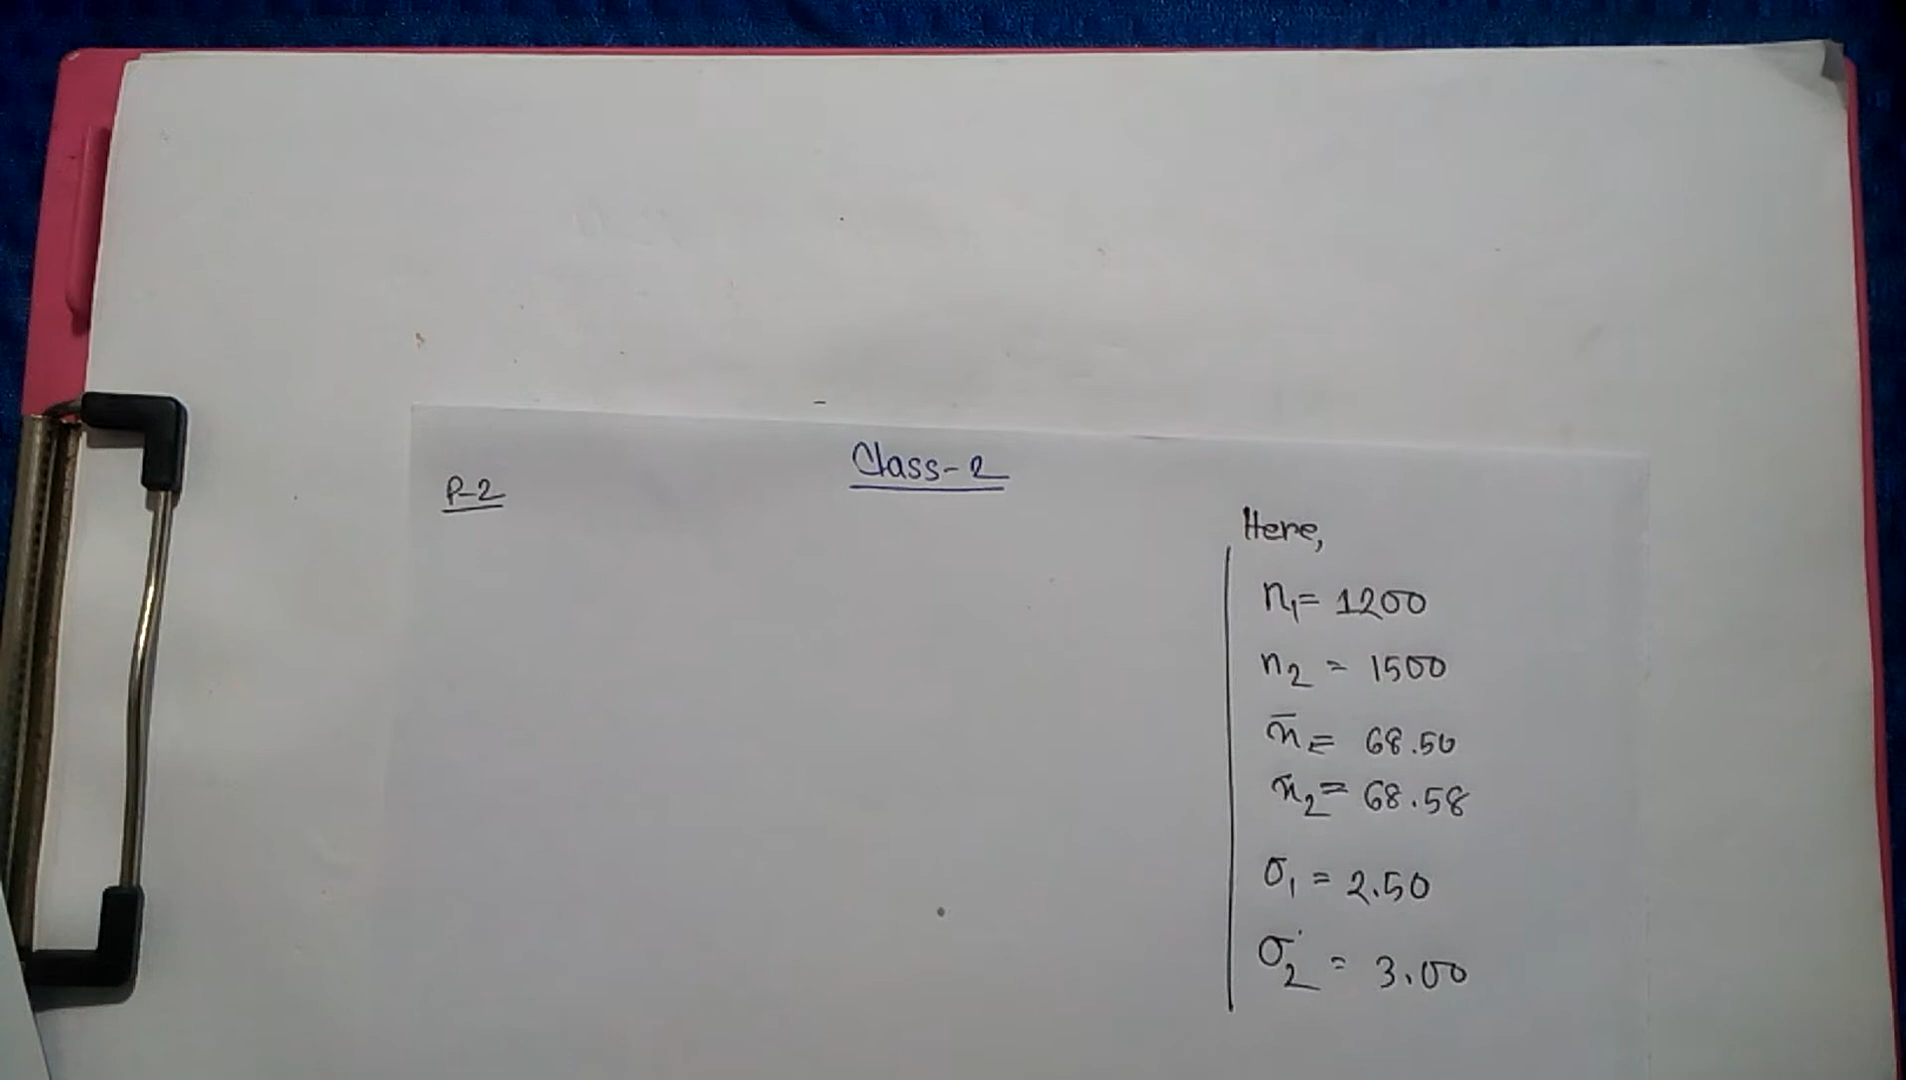 Class-2
P-2
Here,
n₁= 1200
n₂ = 1500
x̄₁= 68.50
x̄₂= 68.58
σ₁ = 2.50
σ₂ = 3.00